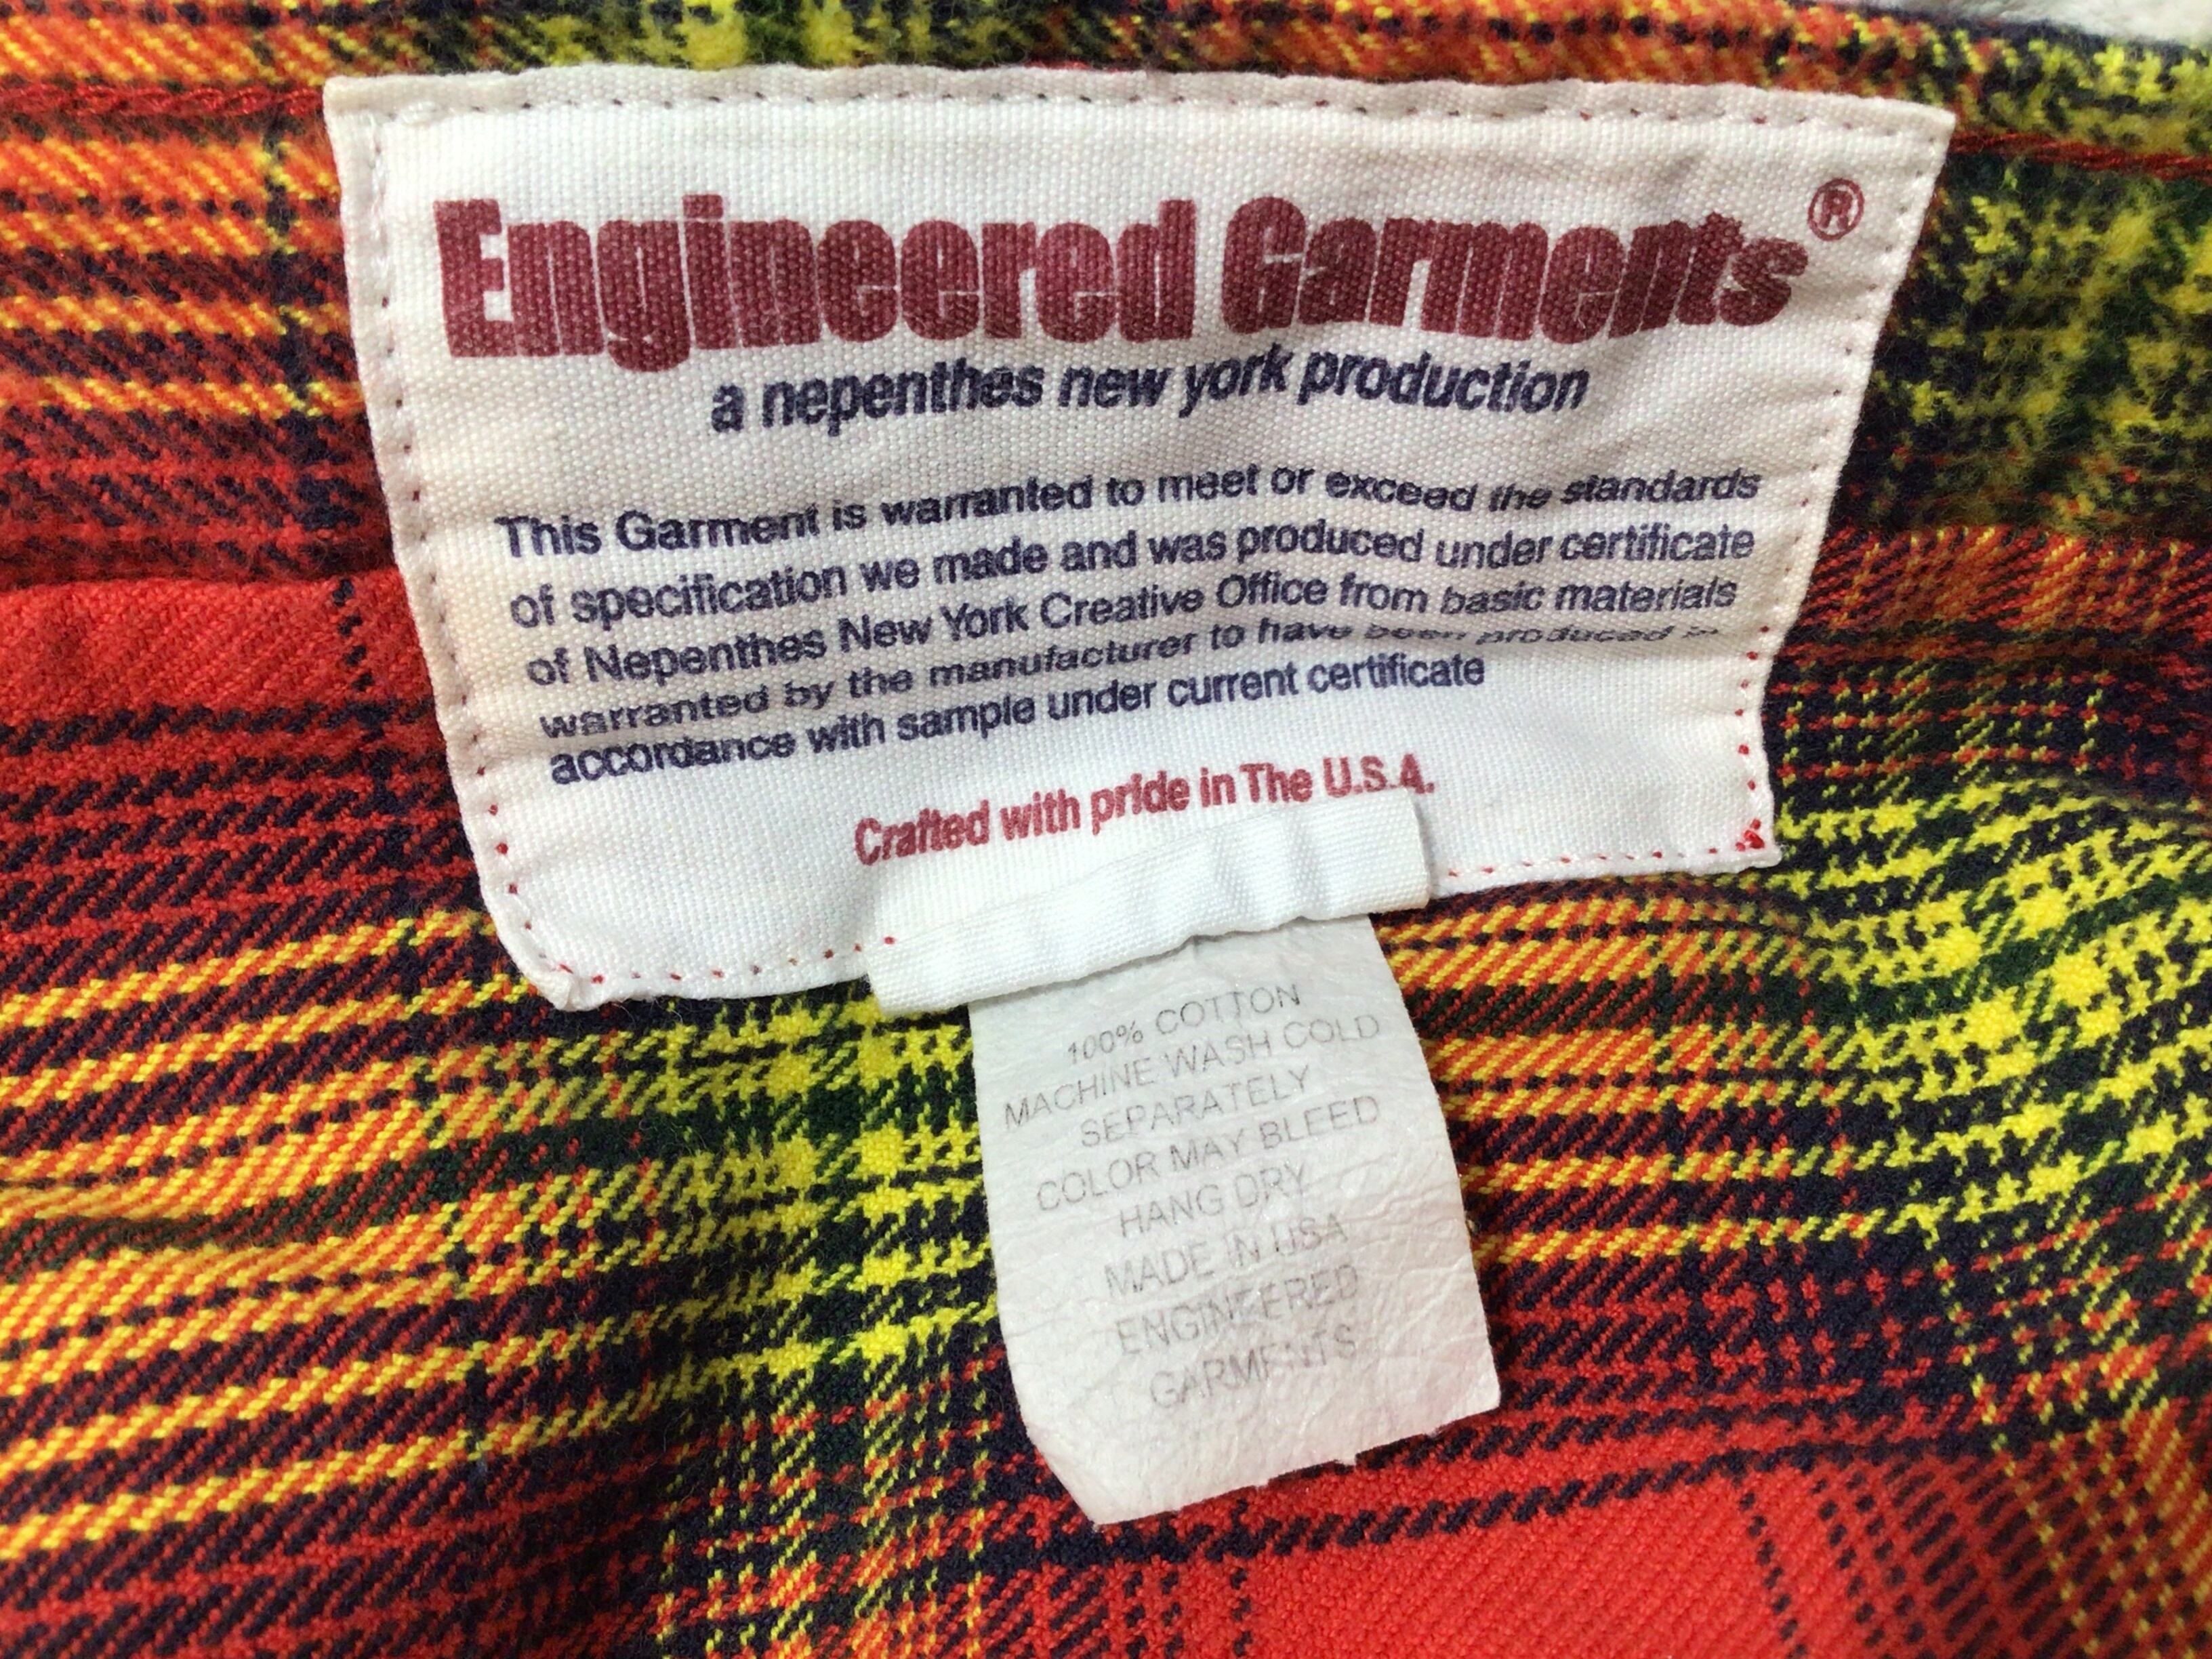 Engineered Garments®
a nepenthes new york production
This Garment is warranted to meet or exceed the standards
of specification we made and was produced under certificate
of Nepenthes New York Creative Office from basic materials
warranted by the manufacturer to have been produced in
accordance with sample under current certificate
Crafted with pride in The U.S.A.
100% COTTON
MACHINE WASH COLD
SEPARATELY
COLOR MAY BLEED
HANG DRY
MADE IN USA
ENGINEERED
GARMENTS